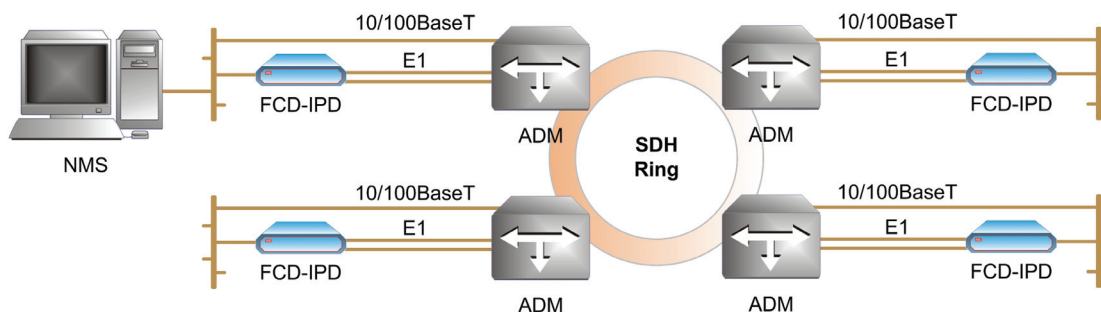 10/100BaseT
10/100BaseT
E1
E1
FCD-IPD
FCD-IPD
ADM
ADM
NMS
SDH
Ring
10/100BaseT
10/100BaseT
E1
E1
FCD-IPD
FCD-IPD
ADM
ADM